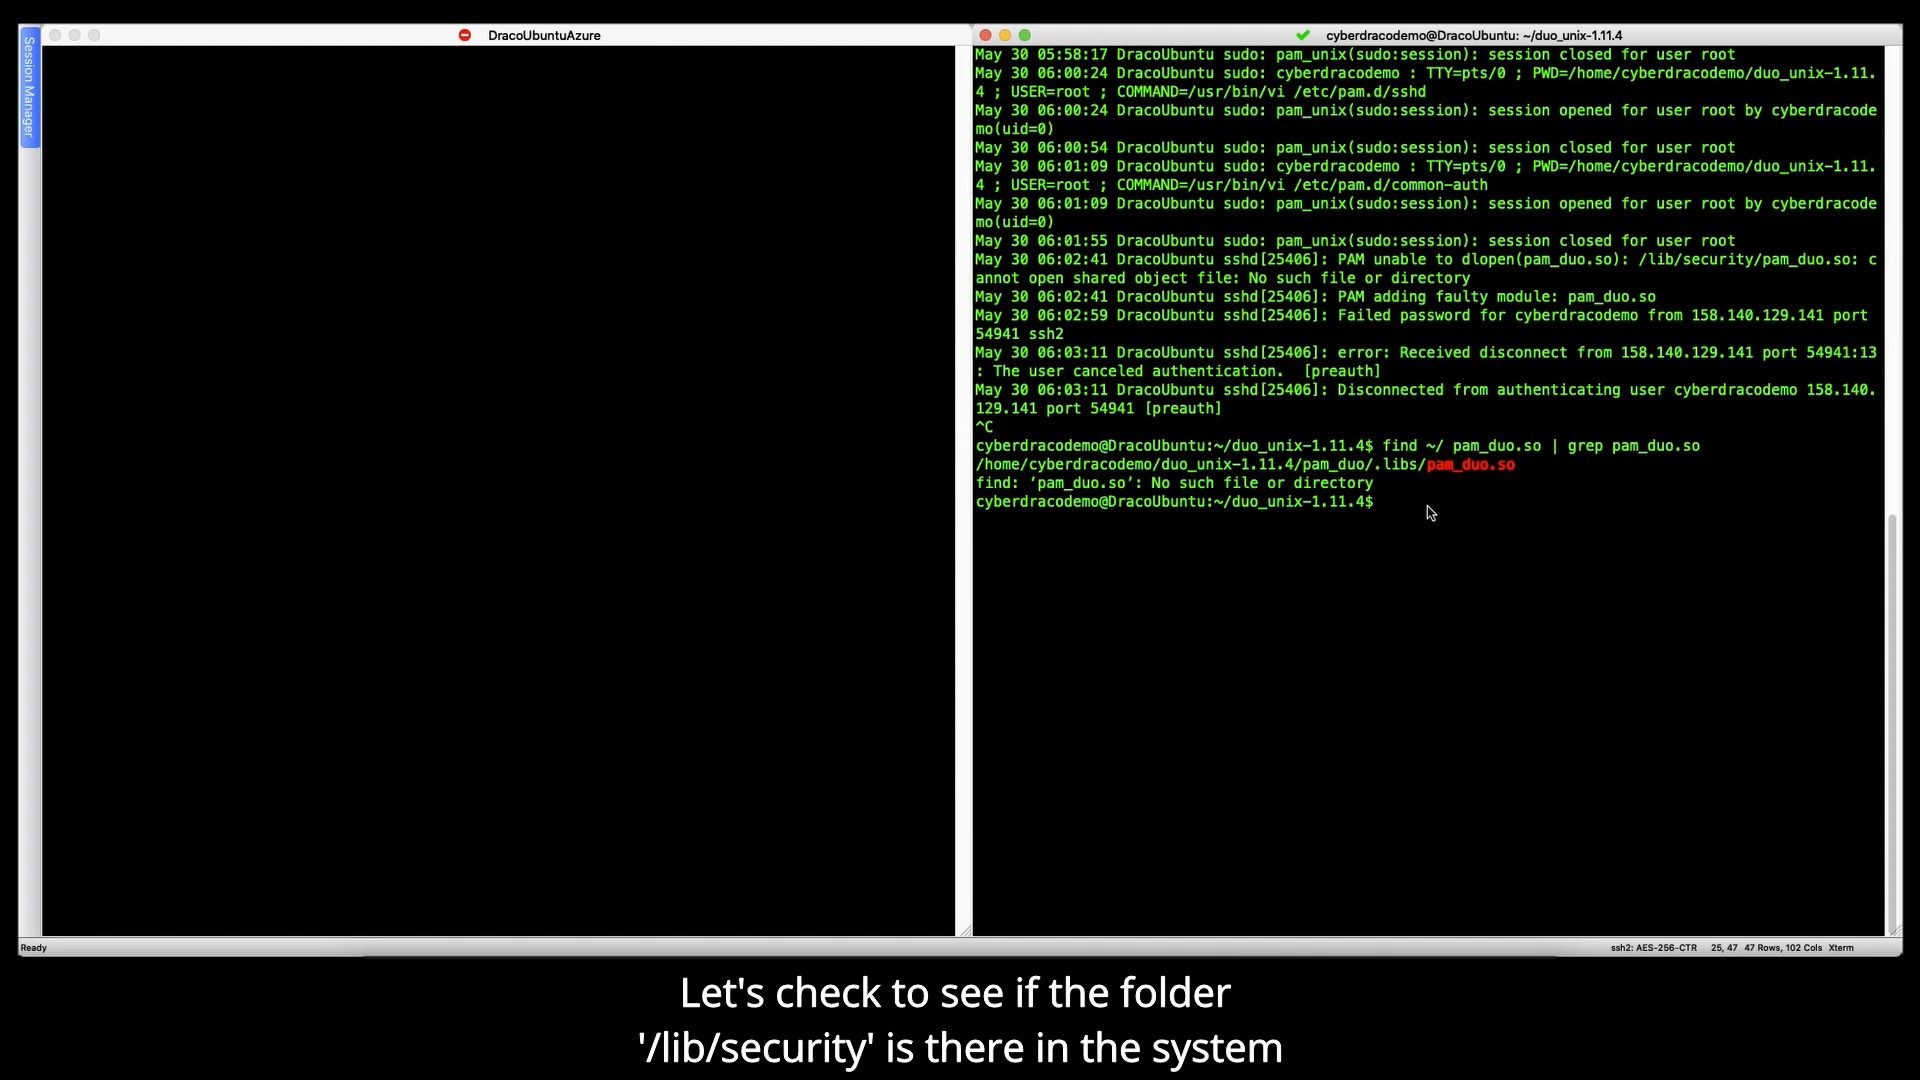 DracoUbuntuAzure
cyberdracodemo@DracoUbuntu: ~/duo_unix-1.11.4
Session Manager
May 30 05:58:17 DracoUbuntu sudo: pam_unix(sudo:session): session closed for user root
May 30 06:00:24 DracoUbuntu sudo: cyberdracodemo : TTY=pts/0 ; PWD=/home/cyberdracodemo/duo_unix-1.11.
4 ; USER=root ; COMMAND=/usr/bin/vi /etc/pam.d/sshd
May 30 06:00:24 DracoUbuntu sudo: pam_unix(sudo:session): session opened for user root by cyberdracode
mo(uid=0)
May 30 06:00:54 DracoUbuntu sudo: pam_unix(sudo:session): session closed for user root
May 30 06:01:09 DracoUbuntu sudo: cyberdracodemo : TTY=pts/0 ; PWD=/home/cyberdracodemo/duo_unix-1.11.
4 ; USER=root ; COMMAND=/usr/bin/vi /etc/pam.d/common-auth
May 30 06:01:09 DracoUbuntu sudo: pam_unix(sudo:session): session opened for user root by cyberdracode
mo(uid=0)
May 30 06:01:55 DracoUbuntu sudo: pam_unix(sudo:session): session closed for user root
May 30 06:02:41 DracoUbuntu sshd[25406]: PAM unable to dlopen(pam_duo.so): /lib/security/pam_duo.so: c
annot open shared object file: No such file or directory
May 30 06:02:41 DracoUbuntu sshd[25406]: PAM adding faulty module: pam_duo.so
May 30 06:02:59 DracoUbuntu sshd[25406]: Failed password for cyberdracodemo from 158.140.129.141 port
54941 ssh2
May 30 06:03:11 DracoUbuntu sshd[25406]: error: Received disconnect from 158.140.129.141 port 54941:13
: The user canceled authentication.  [preauth]
May 30 06:03:11 DracoUbuntu sshd[25406]: Disconnected from authenticating user cyberdracodemo 158.140.
129.141 port 54941 [preauth]
^C
cyberdracodemo@DracoUbuntu:~/duo_unix-1.11.4$ find ~/ pam_duo.so | grep pam_duo.so
/home/cyberdracodemo/duo_unix-1.11.4/pam_duo/.libs/pam_duo.so
find: ‘pam_duo.so’: No such file or directory
cyberdracodemo@DracoUbuntu:~/duo_unix-1.11.4$
Ready
ssh2: AES-256-CTR 25, 47 47 Rows, 102 Cols Xterm
Let's check to see if the folder
'/lib/security' is there in the system